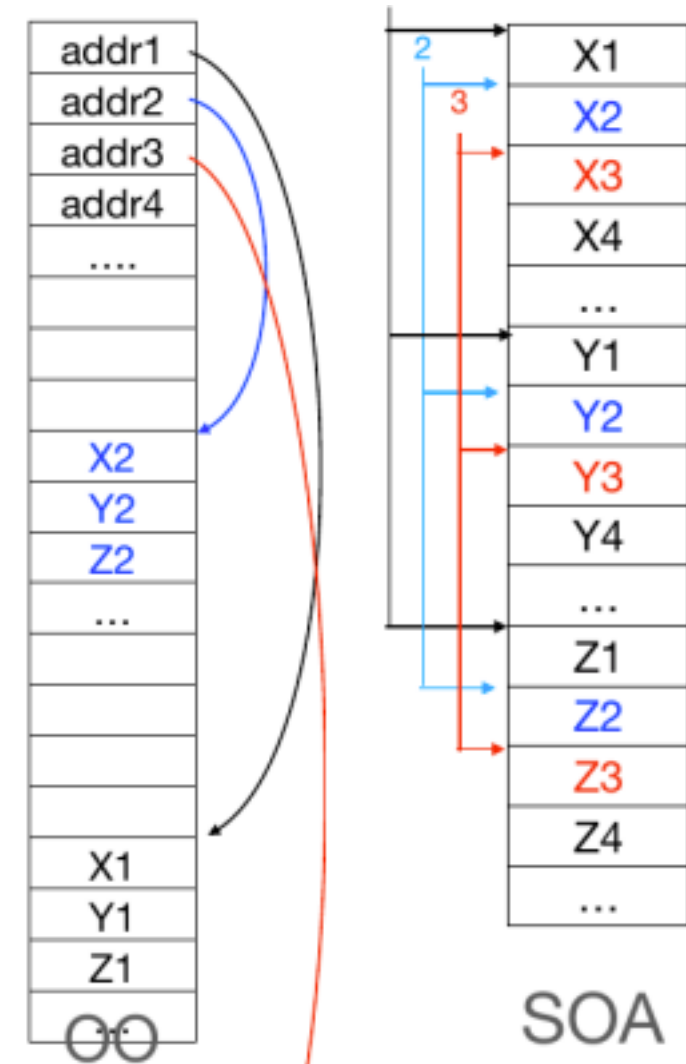 addr1
addr2
addr3
addr4
....
X2
Y2
Z2
...
X1
Y1
Z1
...
OO
2
3
X1
X2
X3
X4
...
Y1
Y2
Y3
Y4
...
Z1
Z2
Z3
Z4
...
SOA